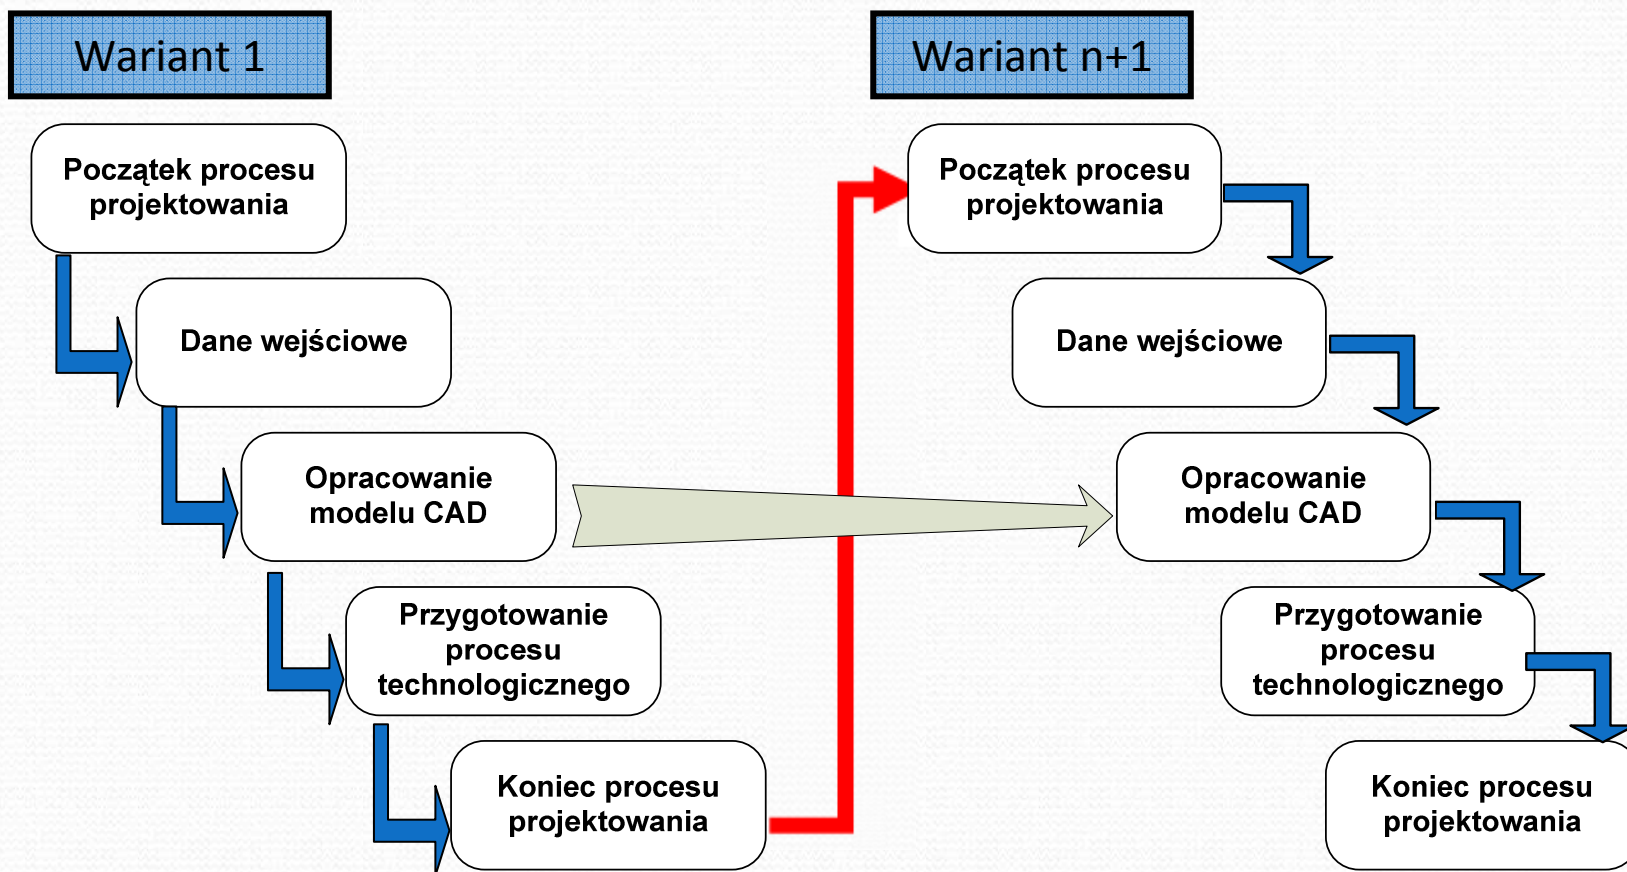 Wariant 1
Początek procesu
projektowania
Dane wejściowe
Opracowanie
modelu CAD
Przygotowanie
procesu
technologicznego
Koniec procesu
projektowania
Wariant n+1
Początek procesu
projektowania
Dane wejściowe
Opracowanie
modelu CAD
Przygotowanie
procesu
technologicznego
Koniec procesu
projektowania